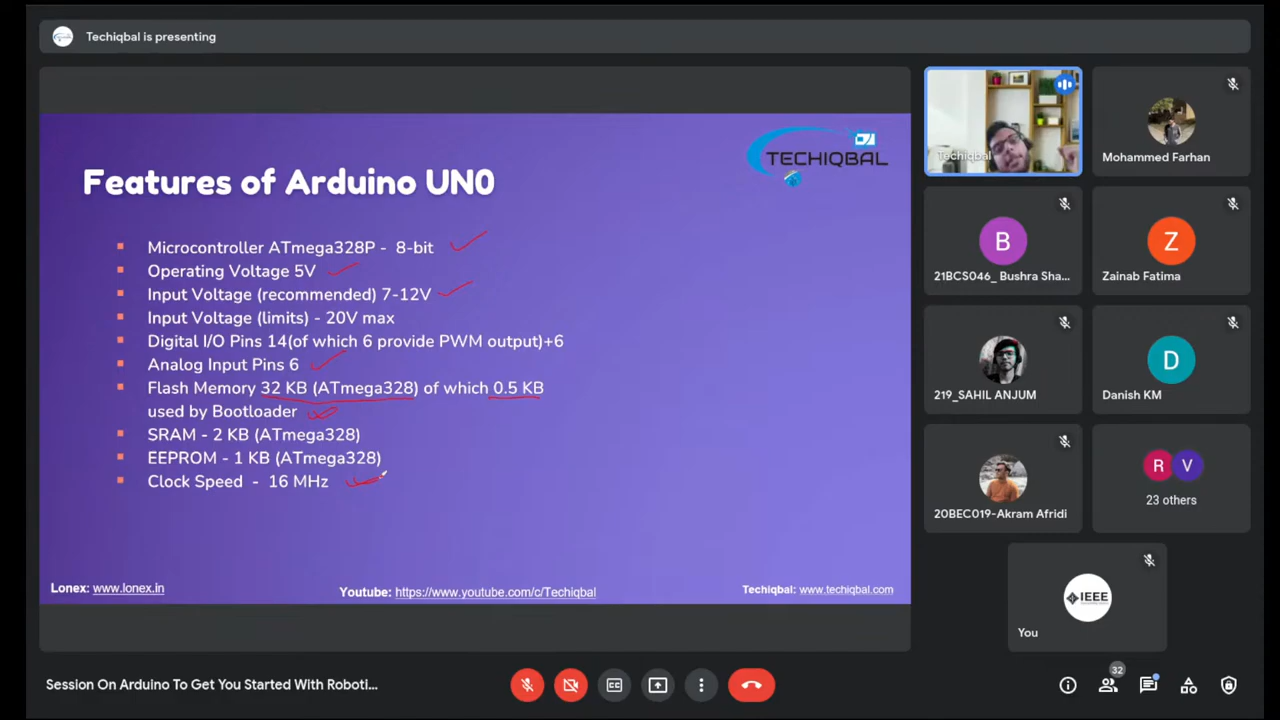 Techiqbal is presenting
TECHIQBAL
Features of Arduino UN0
Microcontroller ATmega328P - 8-bit
Operating Voltage 5V
Input Voltage (recommended) 7-12V
Input Voltage (limits) - 20V max
Digital I/O Pins 14(of which 6 provide PWM output)+6
Analog Input Pins 6
Flash Memory 32 KB (ATmega328) of which 0.5 KB
used by Bootloader
SRAM - 2 KB (ATmega328)
EEPROM - 1 KB (ATmega328)
Clock Speed - 16 MHz
Lonex: www.lonex.in
Youtube: https://www.youtube.com/c/Techiqbal
Techiqbal: www.techiqbal.com
Techiqbal
Mohammed Farhan
B
21BCS046_ Bushra Sha...
Z
Zainab Fatima
219_SAHIL ANJUM
D
Danish KM
20BEC019-Akram Afridi
R V
23 others
IEEE
You
Session On Arduino To Get You Started With Roboti...
CC
32